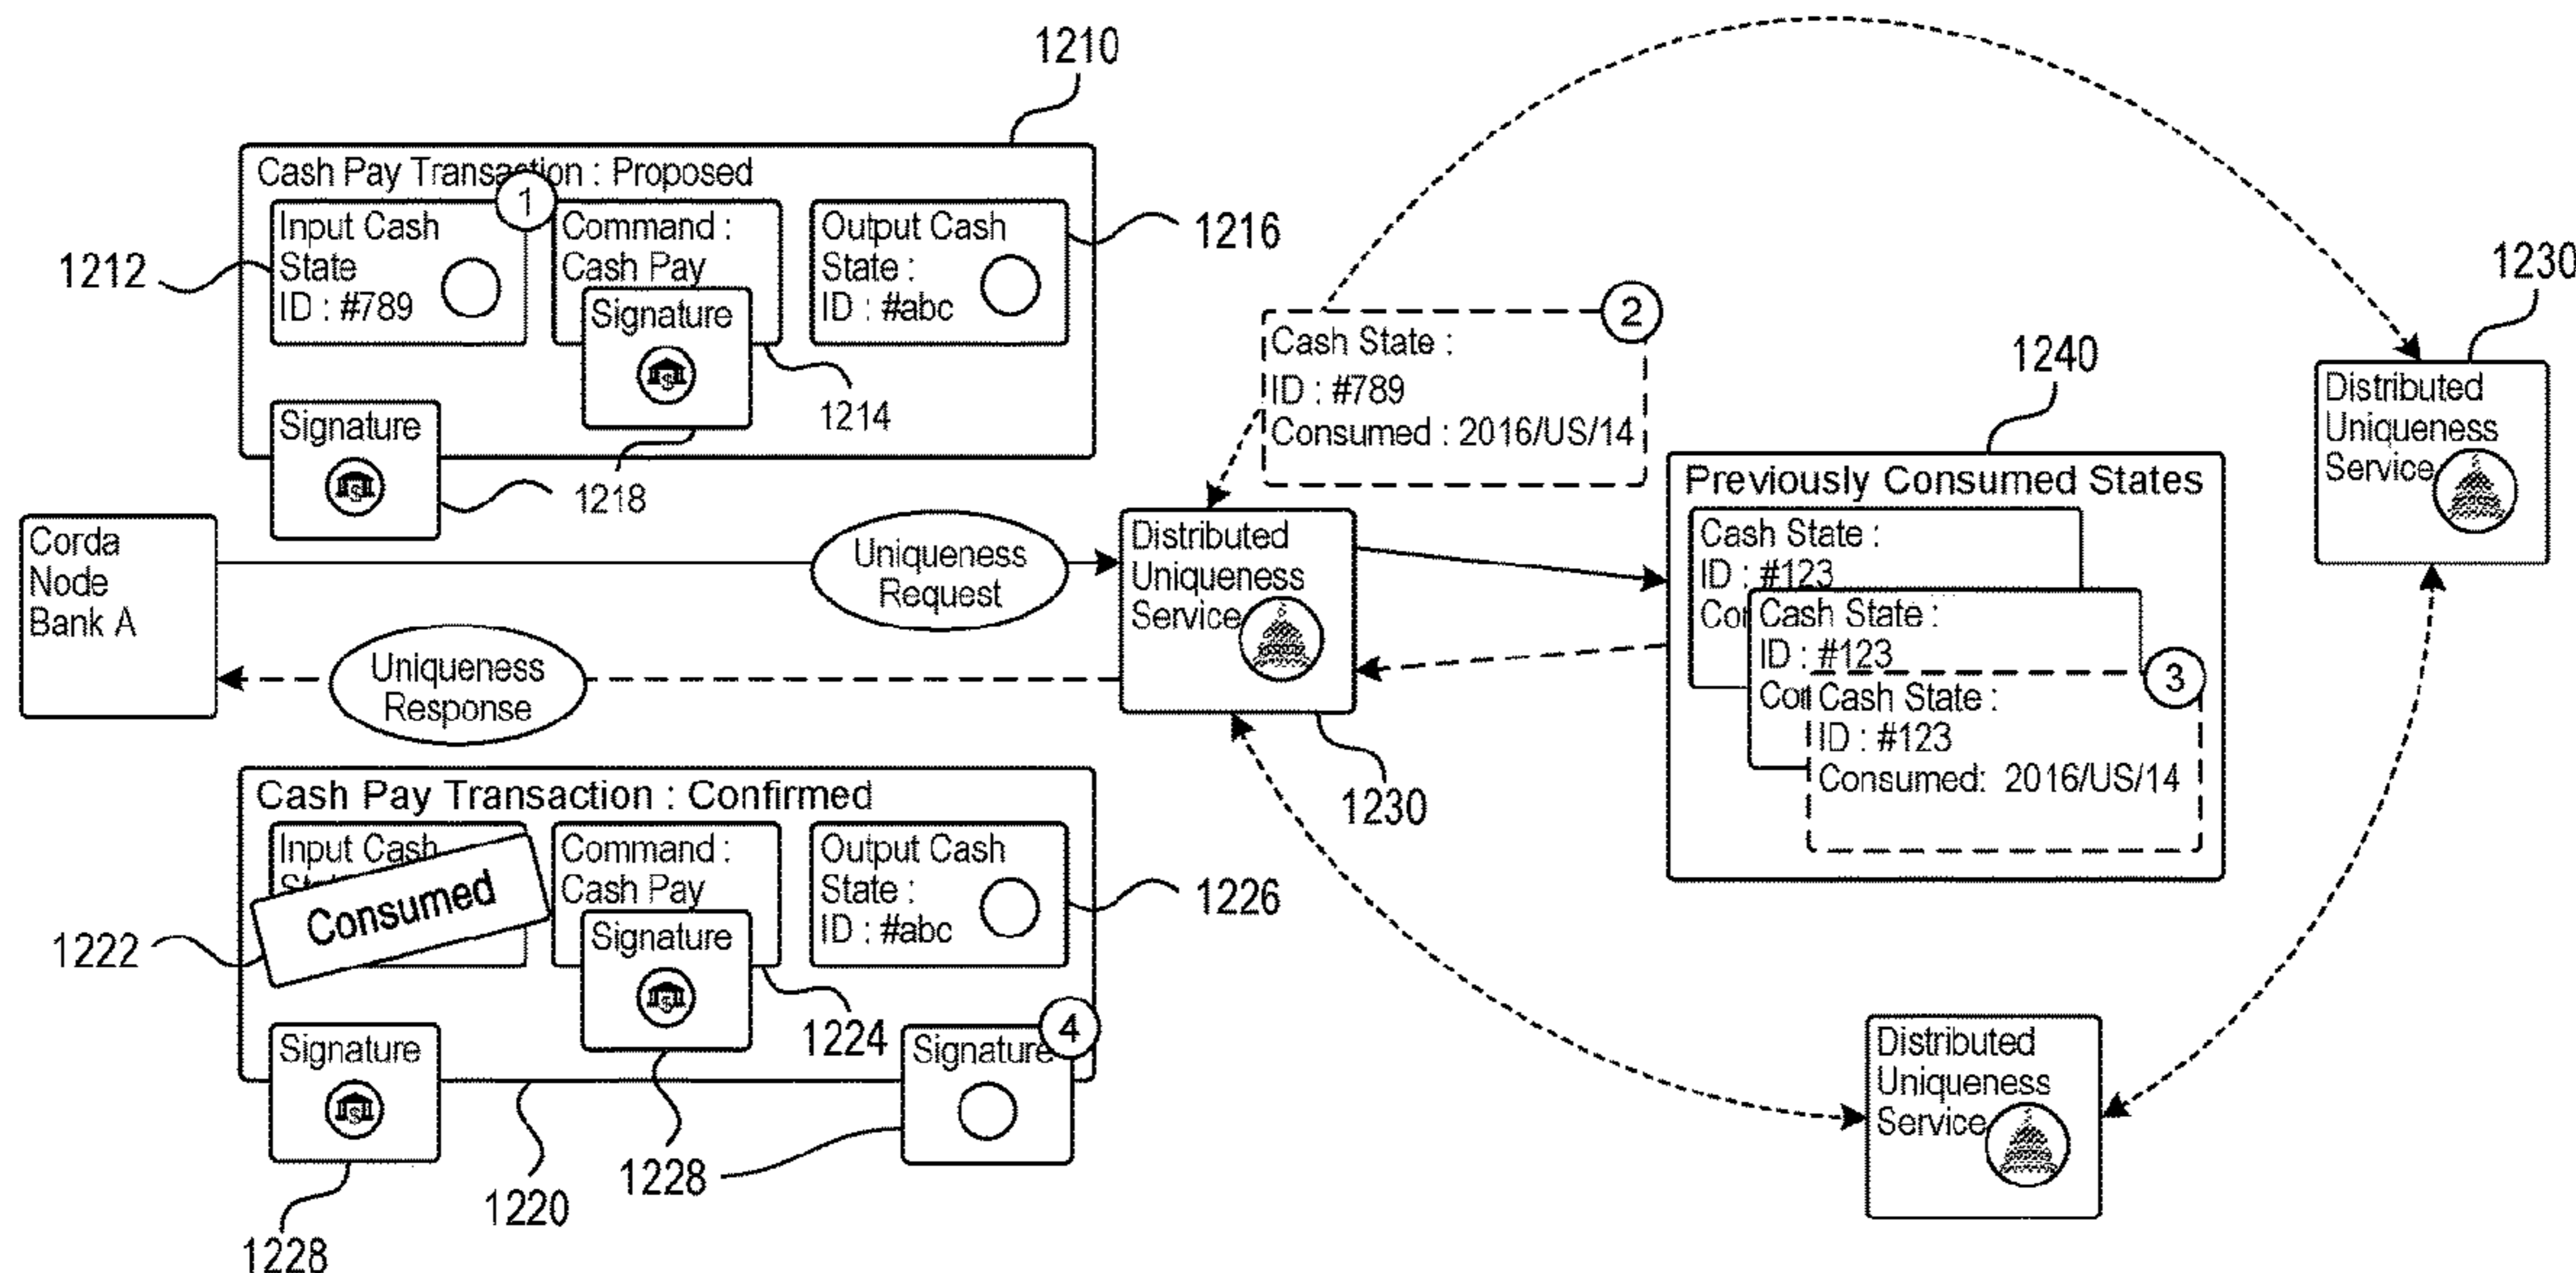 1210
Cash Pay Transaction : Proposed
1
Input Cash
State
ID : #789
Command :
Cash Pay
Signature
Output Cash
State :
ID : #abc
1216
1212
1214
Signature
1218
Corda
Node
Bank A
Uniqueness
Request
Uniqueness
Response
2
Cash State :
ID : #789
Consumed : 2016/US/14
Distributed
Uniqueness
Service
1230
1240
Previously Consumed States
Cash State :
ID : #123
Cash State :
ID : #123
3
Cash State :
ID : #123
Consumed: 2016/US/14
1230
Distributed
Uniqueness
Service
Distributed
Uniqueness
Service
Cash Pay Transaction : Confirmed
Input Cash
Consumed
Command :
Cash Pay
Signature
Output Cash
State :
ID : #abc
1226
1222
1224
Signature
Signature
4
1228
1220
1228